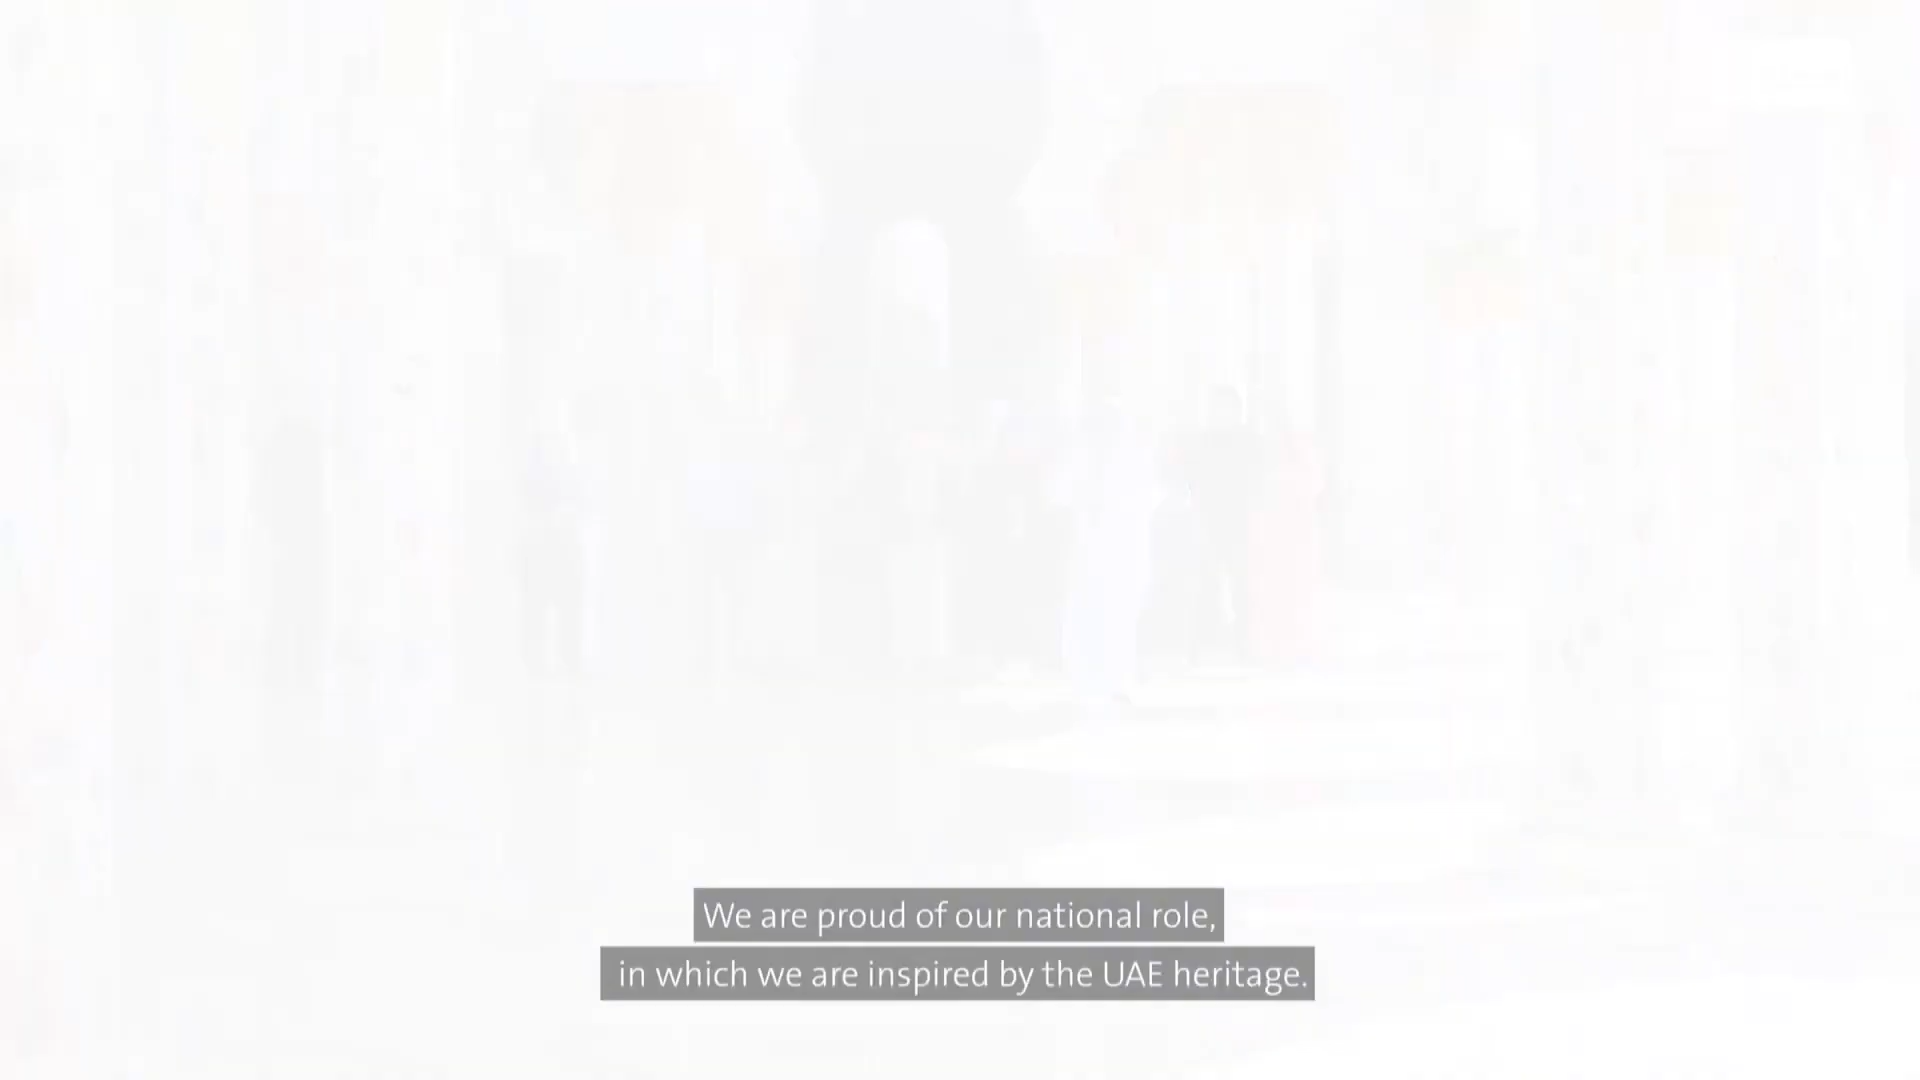 We are proud of our national role,
in which we are inspired by the UAE heritage.